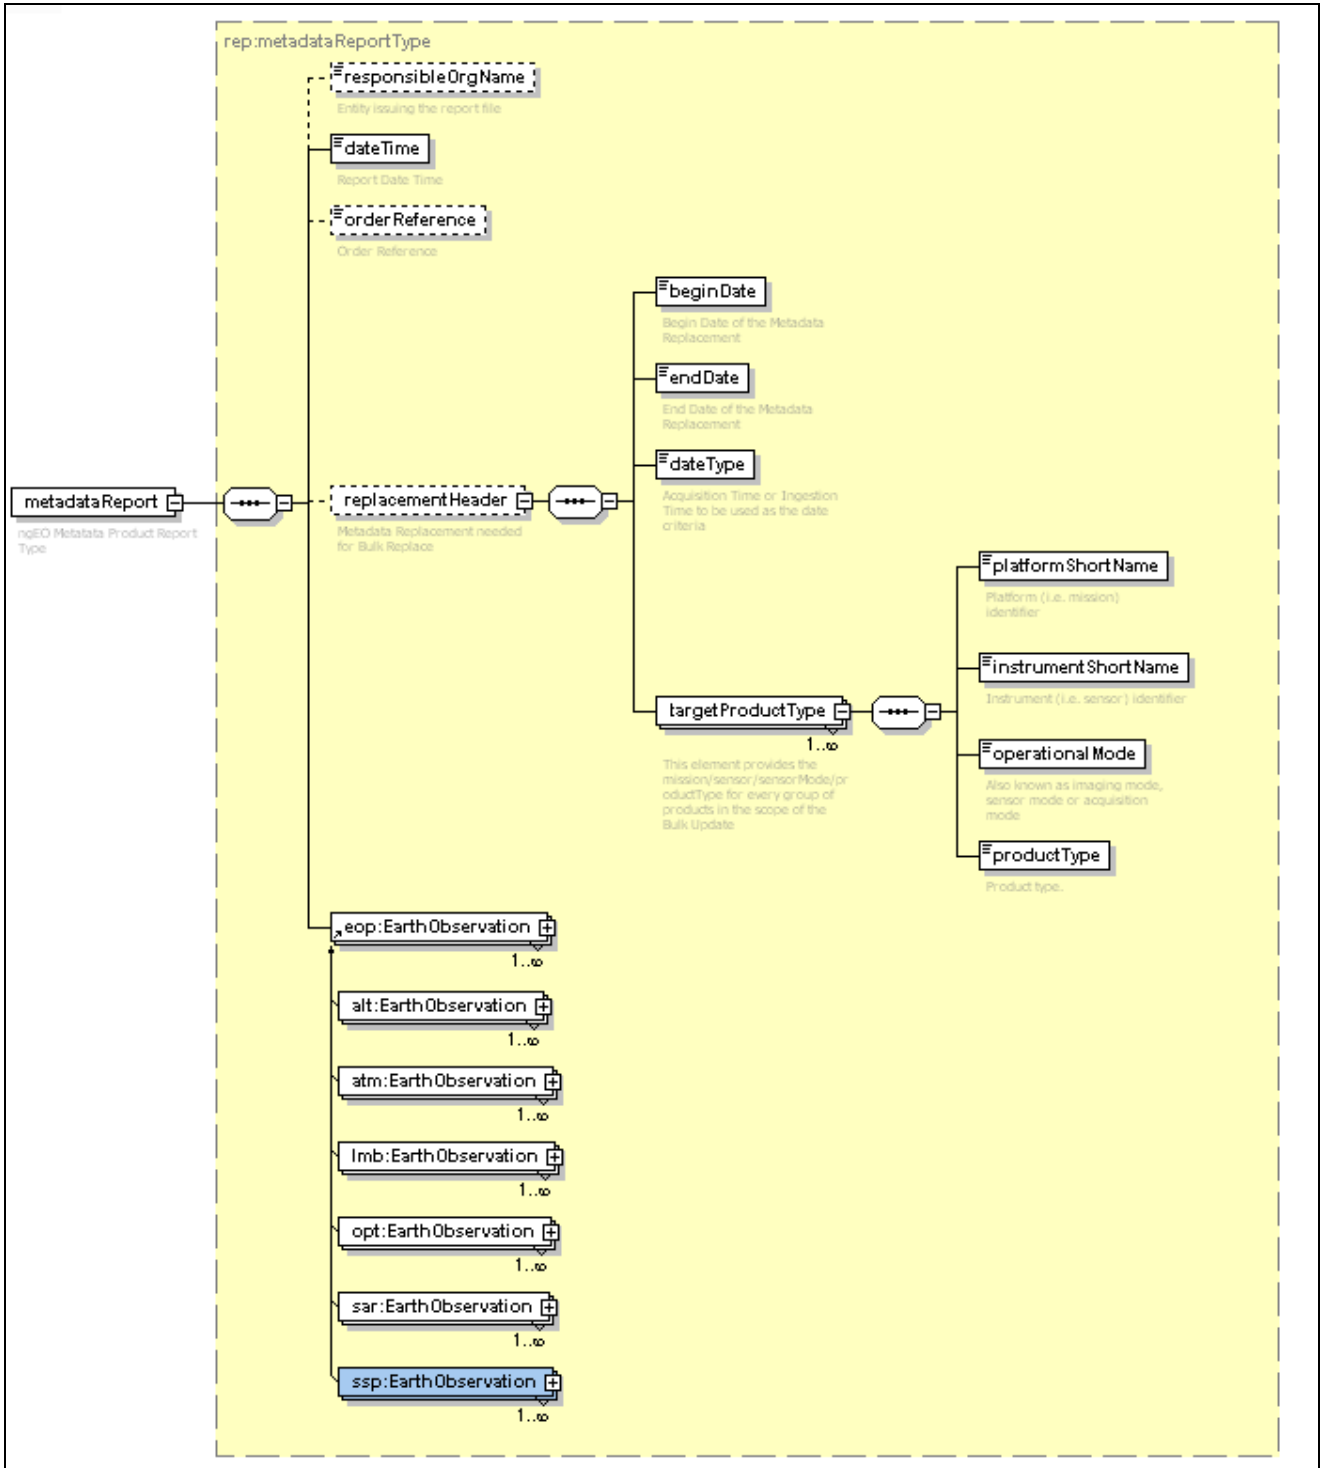 rep:metadataReportType
responsibleOrgName
Entity issuing the report file
dateTime
Report Date Time
orderReference
Order Reference
beginDate
Begin Date of the Metadata
Replacement
endDate
End Date of the Metadata
Replacement
dateType
Acquisition Time or Ingestion
Time to be used as the date
criteria
metadataReport
ngEO Metatata Product Report
Type
replacementHeader
Metadata Replacement needed
for Bulk Replace
platformShortName
Platform (i.e. mission)
identifier
instrumentShortName
Instrument (i.e. sensor) identifier
targetProductType
1..∞
This element provides the
mission/sensor/sensorMode/pr
oductType for every group of
products in the scope of the
Bulk Update
operationalMode
Also known as imaging mode,
sensor mode or acquisition
mode
productType
Product type.
eop:EarthObservation
1..∞
alt:EarthObservation
1..∞
atm:EarthObservation
1..∞
lmb:EarthObservation
1..∞
opt:EarthObservation
1..∞
sar:EarthObservation
1..∞
ssp:EarthObservation
1..∞